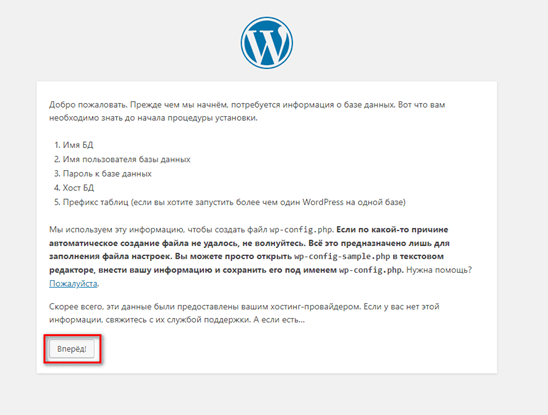 Добро пожаловать. Прежде чем мы начнём, потребуется информация о базе данных. Вот что вам
необходимо знать до начала процедуры установки.
1. Имя БД
2. Имя пользователя базы данных
3. Пароль к базе данных
4. Хост БД
5. Префикс таблиц (если вы хотите запустить более чем один WordPress на одной базе)
Мы используем эту информацию, чтобы создать файл wp-config.php. Если по какой-то причине
автоматическое создание файла не удалось, не волнуйтесь. Всё это предназначено лишь для
заполнения файла настроек. Вы можете просто открыть wp-config-sample.php в текстовом
редакторе, внести вашу информацию и сохранить его под именем wp-config.php. Нужна помощь?
Пожалуйста.
Скорее всего, эти данные были предоставлены вашим хостинг-провайдером. Если у вас нет этой
информации, свяжитесь с их службой поддержки. А если есть...
Вперёд!